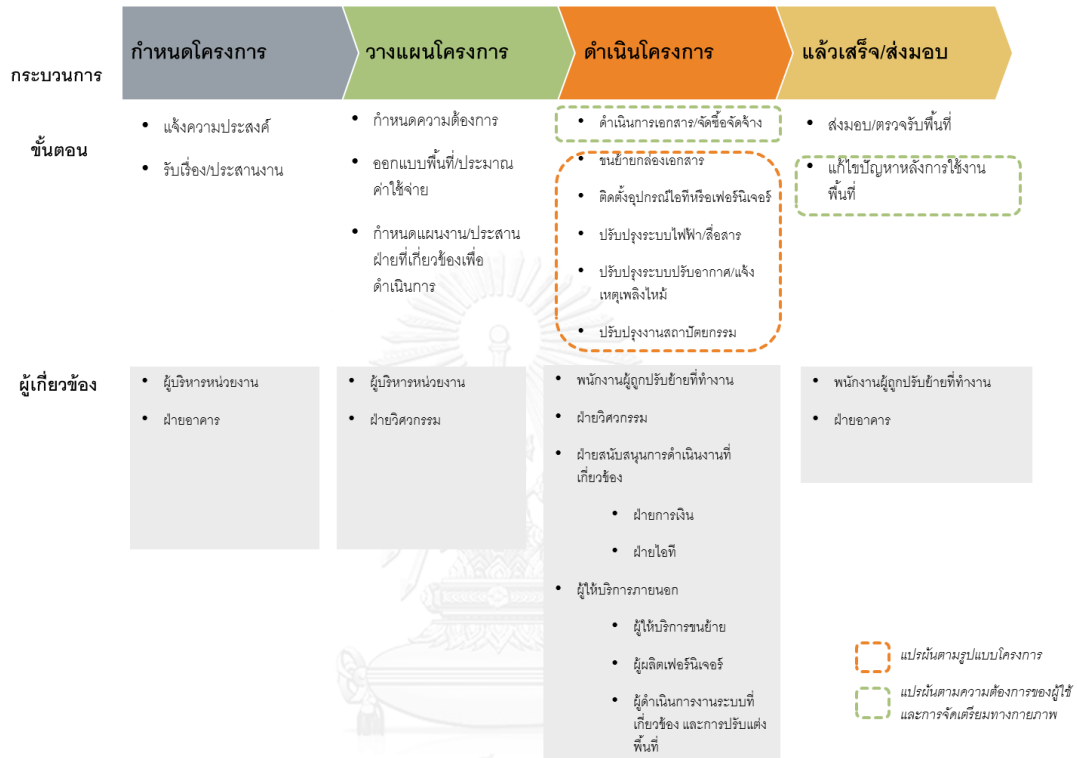 กระบวนการ
กำหนดโครงการ
วางแผนโครงการ
ดำเนินโครงการ
แล้วเสร็จ/ส่งมอบ
ขั้นตอน
• แจ้งความประสงค์
• รับเรื่อง/ประสานงาน
• กำหนดความต้องการ
• ออกแบบพื้นที่/ประมาณ
ค่าใช้จ่าย
• กำหนดแผนงาน/ประสาน
ฝ่ายที่เกี่ยวข้องเพื่อ
ดำเนินการ
• ดำเนินการเอกสาร/จัดซื้อจัดจ้าง
• ขนย้ายกล่องเอกสาร
• ติดตั้งอุปกรณ์ไอทีหรือเฟอร์นิเจอร์
• ปรับปรุงระบบไฟฟ้า/สื่อสาร
• ปรับปรุงระบบปรับอากาศ/แจ้ง
เหตุเพลิงไหม้
• ปรับปรุงงานสถาปัตยกรรม
• ส่งมอบ/ตรวจรับพื้นที่
• แก้ไขปัญหาหลังการใช้งาน
พื้นที่
ผู้เกี่ยวข้อง
• ผู้บริหารหน่วยงาน
• ฝ่ายอาคาร
• ผู้บริหารหน่วยงาน
• ฝ่ายวิศวกรรม
• พนักงานผู้ถูกปรับย้ายที่ทำงาน
• ฝ่ายวิศวกรรม
• ฝ่ายสนับสนุนการดำเนินงานที่
เกี่ยวข้อง
• ฝ่ายการเงิน
• ฝ่ายไอที
• ผู้ให้บริการภายนอก
• ผู้ให้บริการขนย้าย
• ผู้ผลิตเฟอร์นิเจอร์
• ผู้ดำเนินการงานระบบที่
เกี่ยวข้อง และการปรับแต่ง
พื้นที่
• พนักงานผู้ถูกปรับย้ายที่ทำงาน
• ฝ่ายอาคาร
แปรผันตามรูปแบบโครงการ
แปรผันตามความต้องการของผู้ใช้
และการจัดเตรียมทางกายภาพ